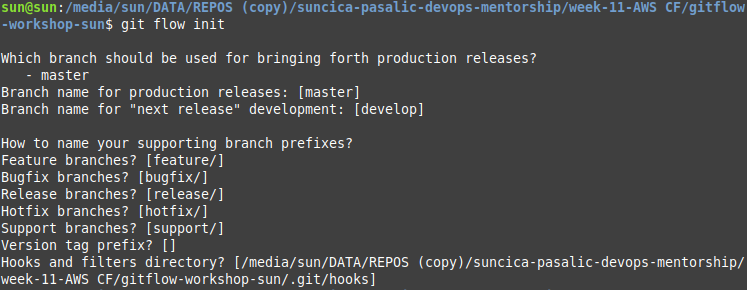 sun@sun:/media/sun/DATA/REPOS (copy)/suncica-pasalic-devops-mentorship/week-11-AWS CF/gitflow
-workshop-sun$ git flow init
Which branch should be used for bringing forth production releases?
- master
Branch name for production releases: [master]
Branch name for "next release" development: [develop]
How to name your supporting branch prefixes?
Feature branches? [feature/]
Bugfix branches? [bugfix/]
Release branches? [release/]
Hotfix branches? [hotfix/]
Support branches? [support/]
Version tag prefix? []
Hooks and filters directory? [/media/sun/DATA/REPOS (copy)/suncica-pasalic-devops-mentorship/
week-11-AWS CF/gitflow-workshop-sun/.git/hooks]